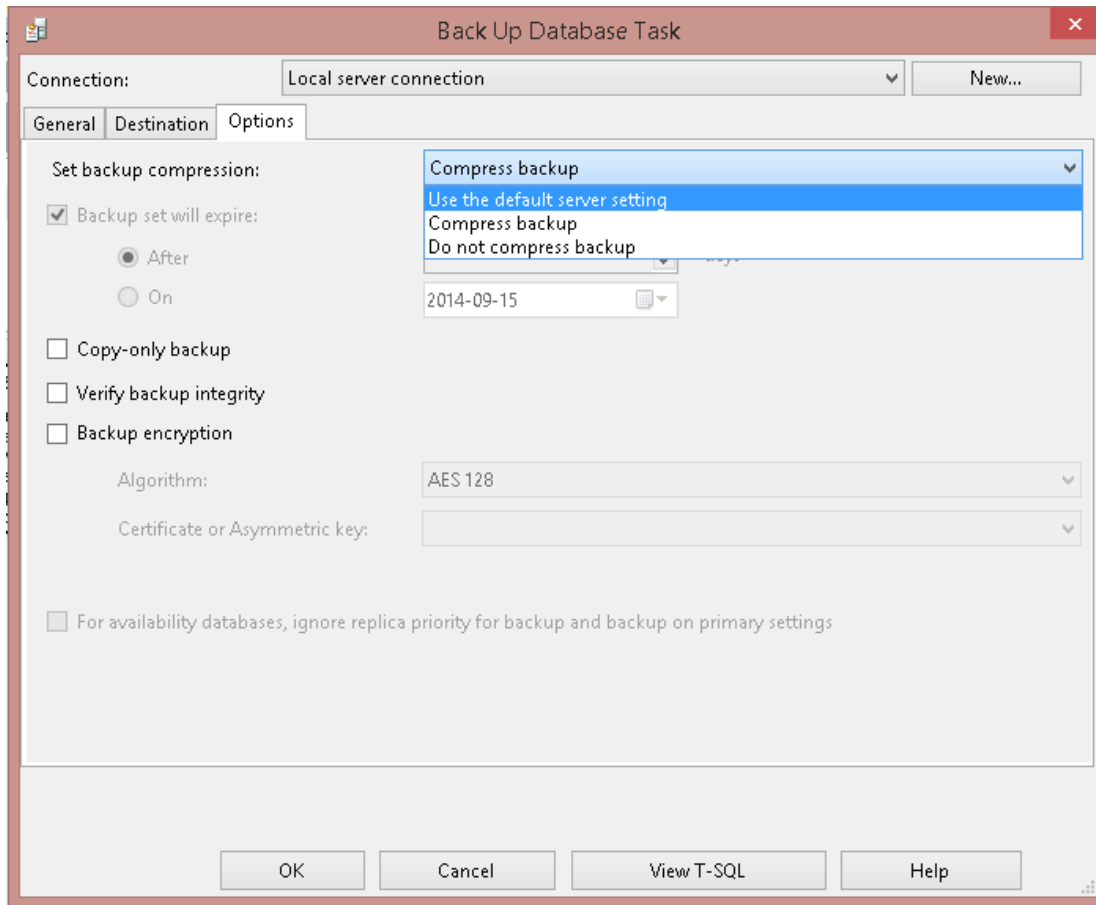 Back Up Database Task
Connection: Local server connection New...
General Destination Options
Set backup compression: Compress backup
Use the default server setting
Backup set will expire:
Compress backup
Do not compress backup
After
On 2014-09-15
Copy-only backup
Verify backup integrity
Backup encryption
Algorithm: AES 128
Certificate or Asymmetric key:
For availability databases, ignore replica priority for backup and backup on primary settings
OK Cancel View T-SQL Help